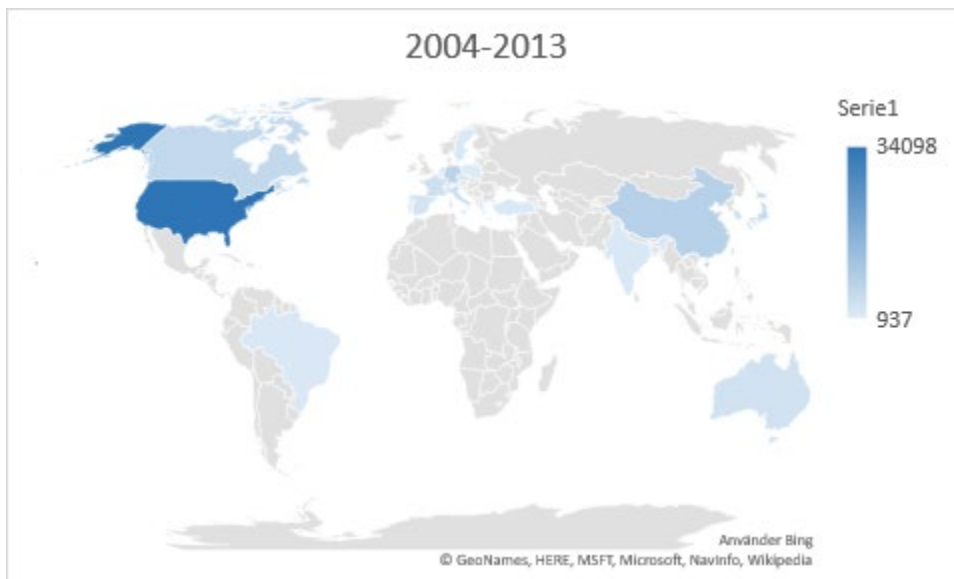 2004-2013
Serie1
34098
937
Använder Bing
© GeoNames, HERE, MSFT, Microsoft, NavInfo, Wikipedia